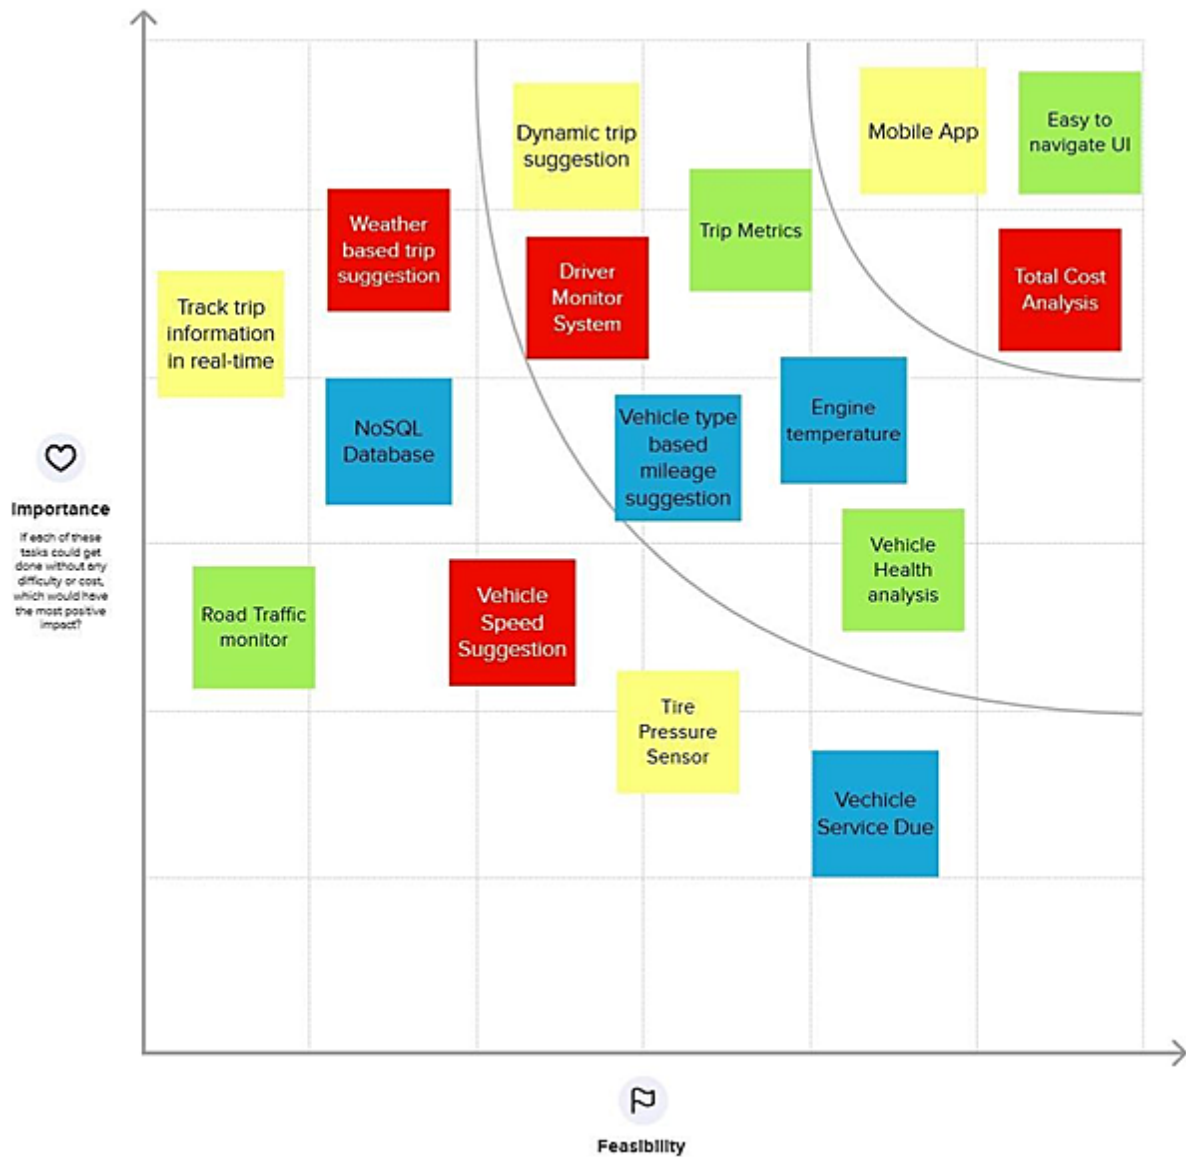 Dynamic trip
suggestion
Mobile App
Easy to
navigate UI
Weather
based trip
suggestion
Trip Metrics
Driver
Monitor
System
Total Cost
Analysis
Track trip
information
in real-time
NoSQL
Database
Vehicle type
based
mileage
suggestion
Engine
temperature
Importance
If each of these
tasks could get
done without any
difficulty or cost,
which would have
the most positive
impact?
Vehicle
Health
analysis
Road Traffic
monitor
Vehicle
Speed
Suggestion
Tire
Pressure
Sensor
Vechicle
Service Due
Feasibility